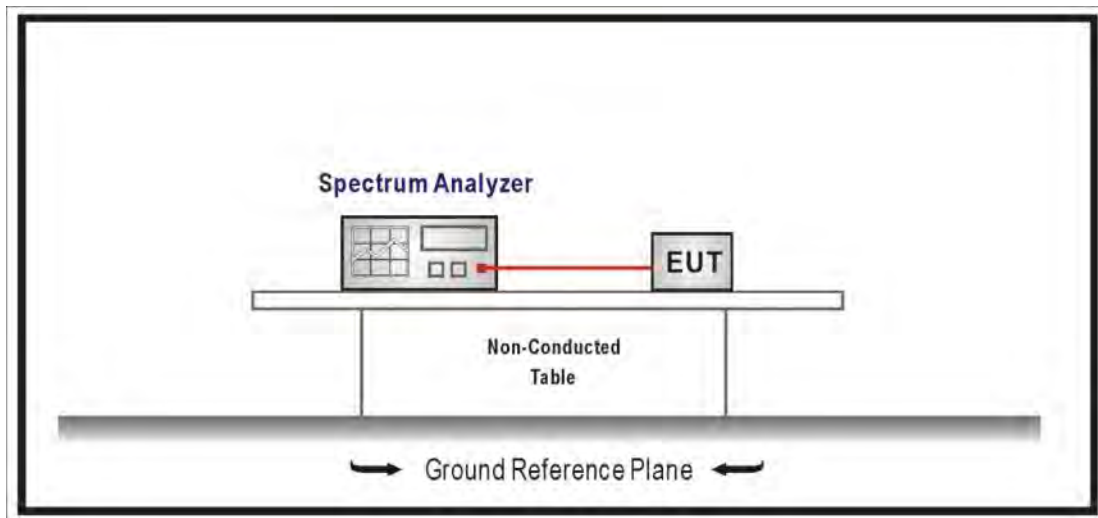 Spectrum Analyzer
EUT
Non-Conducted
Table
Ground Reference Plane